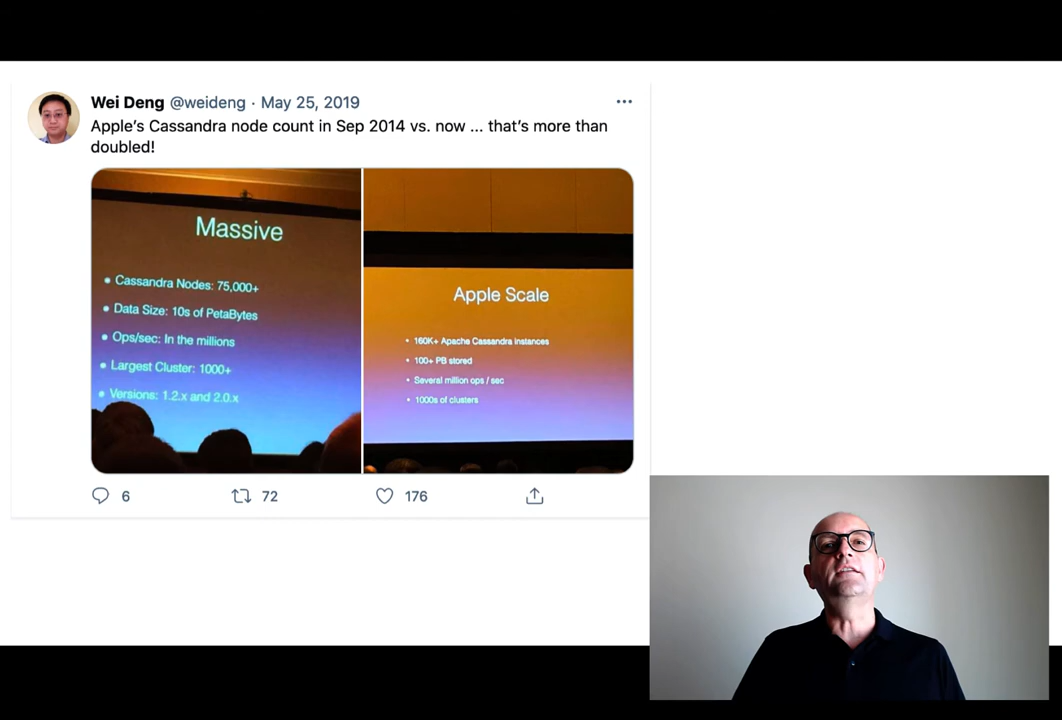 Wei Deng @weideng · May 25, 2019
Apple's Cassandra node count in Sep 2014 vs. now ... that's more than
doubled!
Massive
• Cassandra Nodes: 75,000+
• Data Size: 10s of PetaBytes
• Ops/sec: In the millions
• Largest Cluster: 1000+
• Versions: 1.2.x and 2.0.x
Apple Scale
• 160K+ Apache Cassandra instances
• 100+ PB stored
• Several million ops / sec
• 1000s of clusters
6 72 176